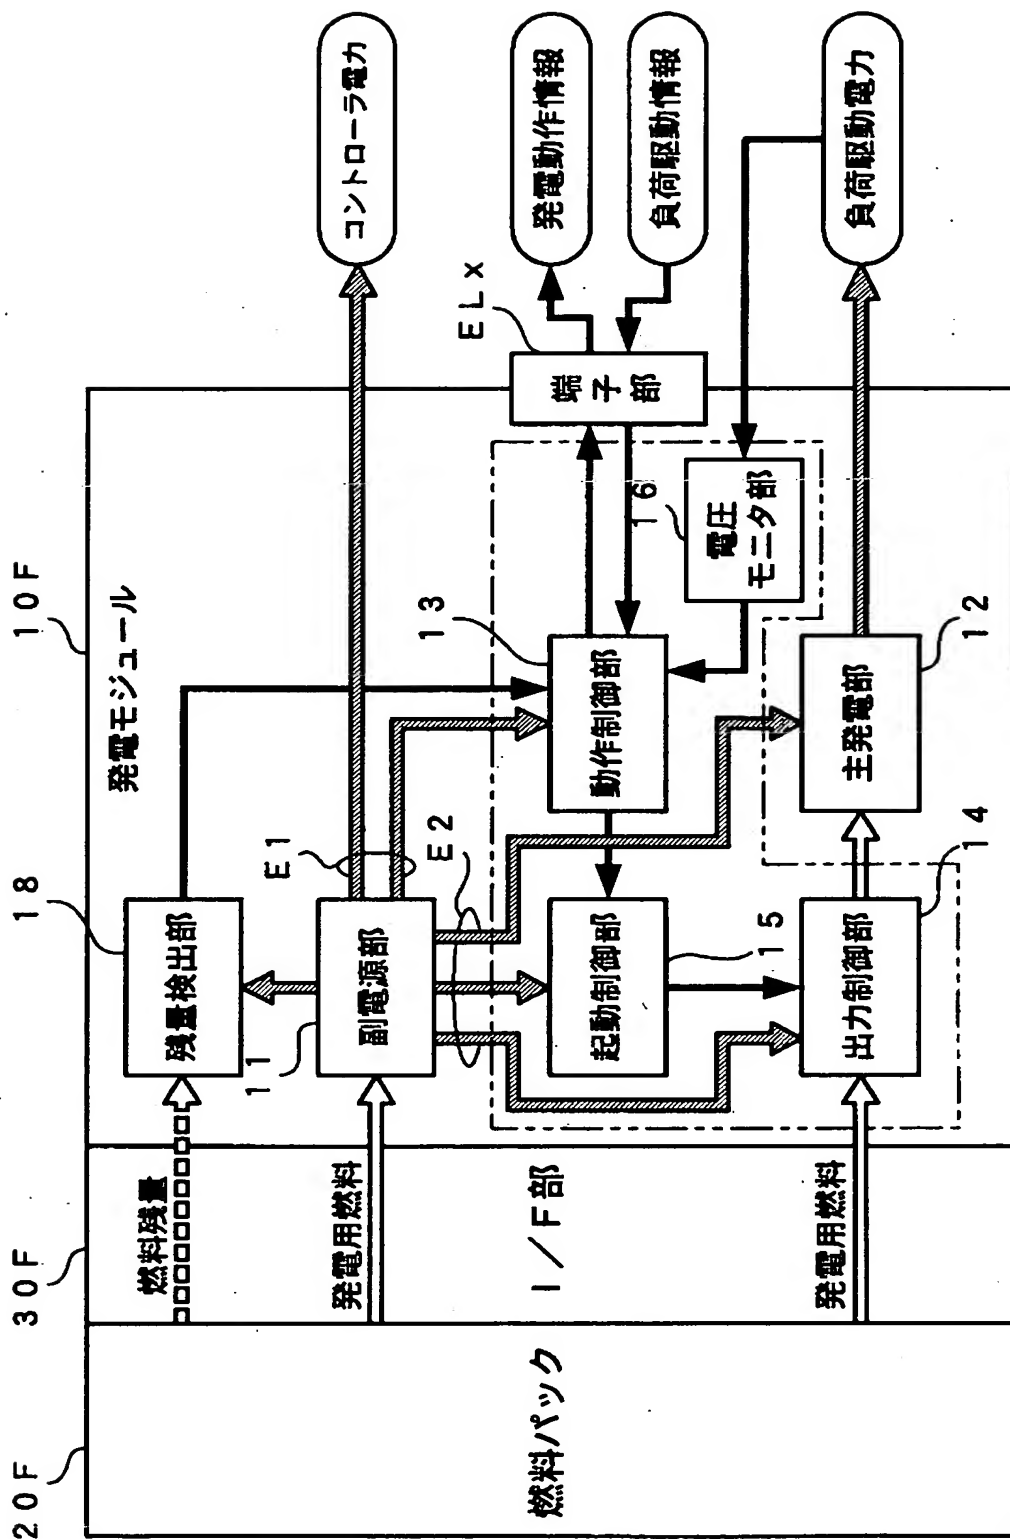 20F
30F
10F
燃料パック
I/F部
燃料残量
発電用燃料
発電用燃料
発電モジュール
18
残量検出部
11
副電源部
E1
E2
13
動作制御部
15
起動制御部
14
出力制御部
12
主発電部
16
電圧
モニタ部
ELx
端子部
コントローラ電力
発電動作情報
負荷駆動情報
負荷駆動電力